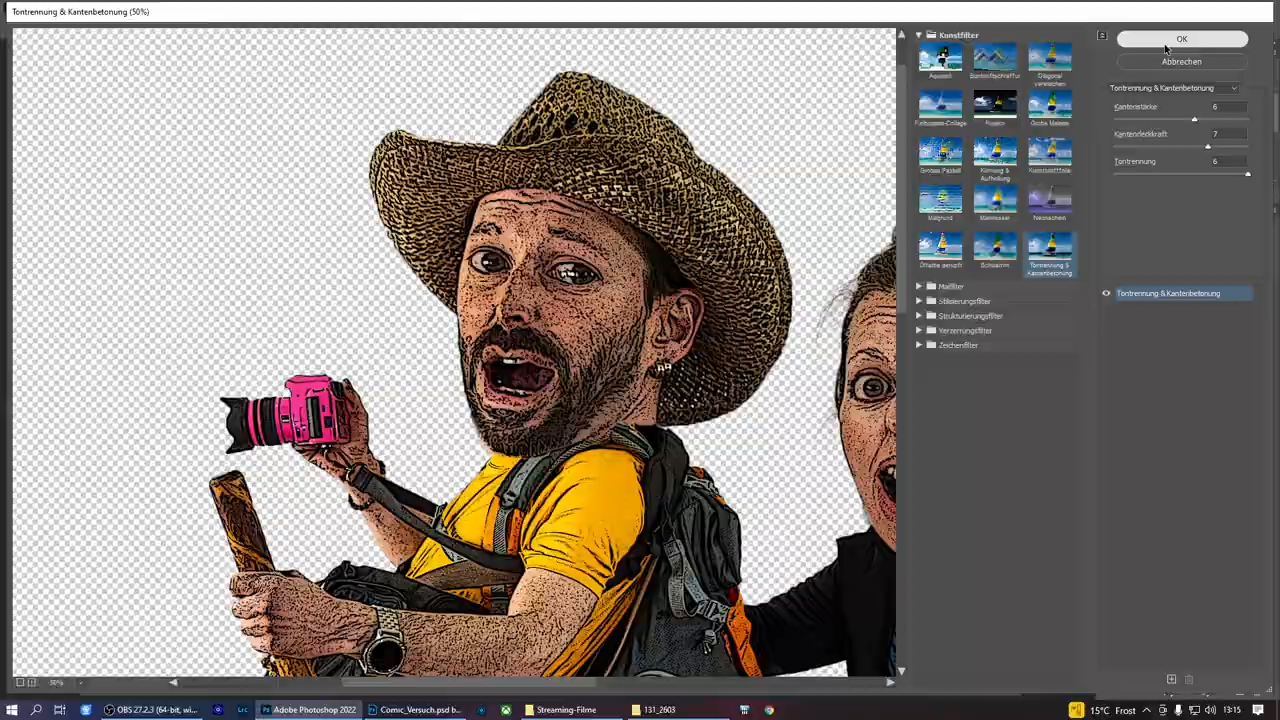 Tontrennung & Kantenbetonung (50%)
Kunstfilter
Aquarell
Diagonal verwischen
Farbpapier-Collage
Fresko
Grobe Malerei
Grobes Pastell
Körnung & Aufhellung
Kunststofffolie
Malgrund
Malmesser
Neonschein
Ölfarbe getupft
Schwamm
Tontrennung & Kantenbetonung
Malfilter
Stilisierungsfilter
Strukturierungsfilter
Verzerrungsfilter
Zeichenfilter
OK
Abbrechen
Tontrennung & Kantenbetonung
Kantenstärke 6
Kantendeckkraft 7
Tontrennung 6
Tontrennung & Kantenbetonung
50%
OBS 27.2.3 (64-bit, wi...
Lrc
Ps
Adobe Photoshop 2022
Comic_Versuch.psd b...
Streaming-Filme
131_2603
15°C Frost
13:15